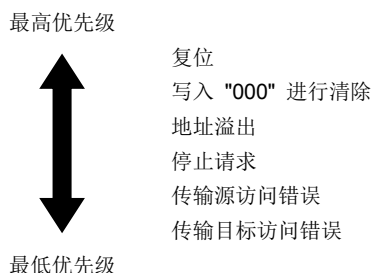 最高优先级
复位
写入 "000" 进行清除
地址溢出
停止请求
传输源访问错误
传输目标访问错误
最低优先级